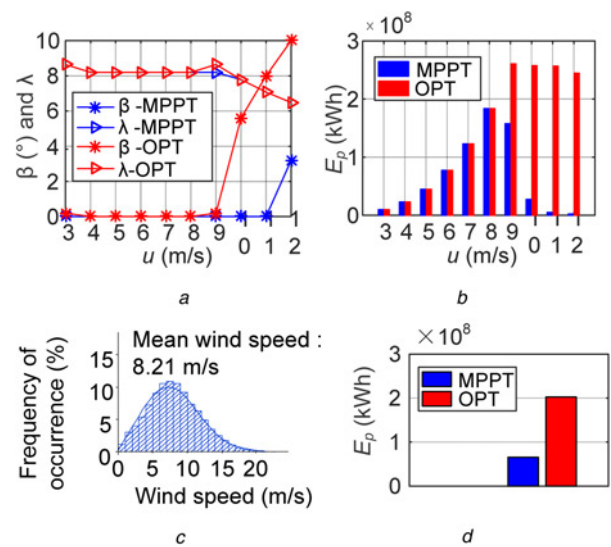 10
8
6
4
2
0
β (°) and λ
β -MPPT
λ -MPPT
β -OPT
λ-OPT
3 4 5 6 7 8 9 0 1 2
u (m/s)
a
× 10⁸
3
2
1
0
E_p (kWh)
MPPT
OPT
3 4 5 6 7 8 9 0 1 2
u (m/s)
b
Frequency of
occurrence (%)
Mean wind speed :
8.21 m/s
15
10
5
0
0 5 10 15 20
Wind speed (m/s)
c
×10⁸
3
2
1
0
E_p (kWh)
MPPT
OPT
d